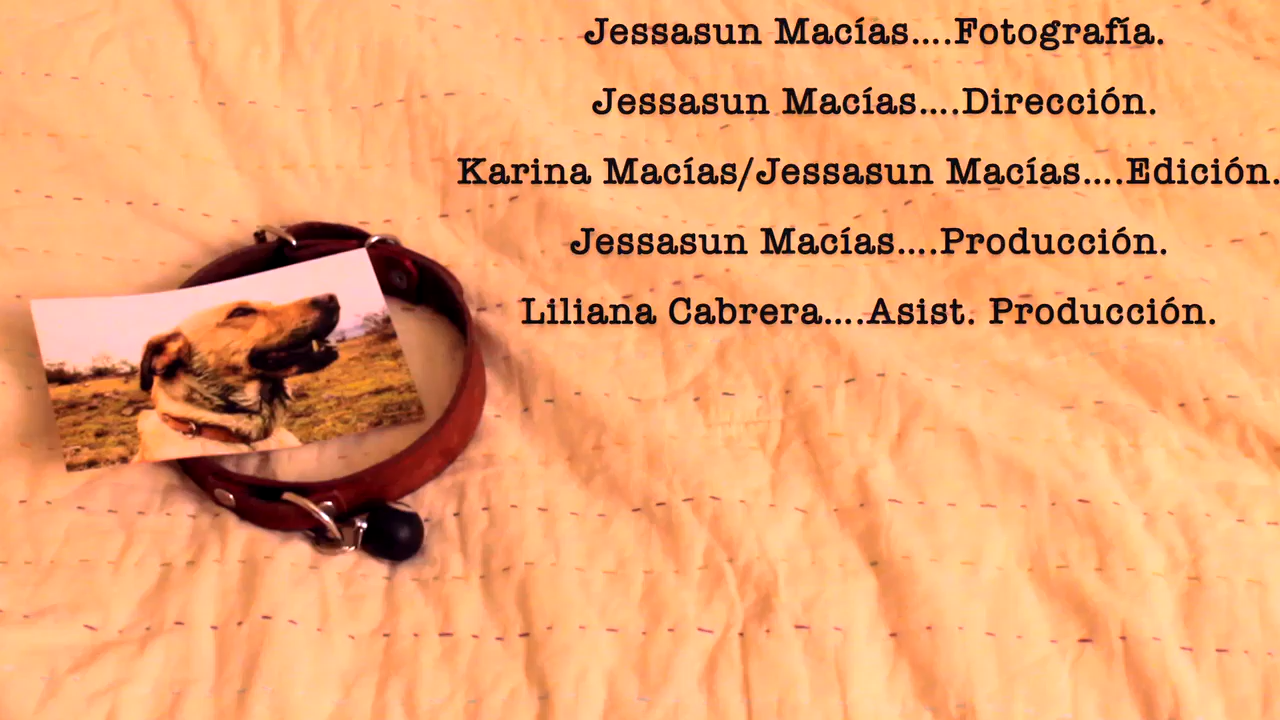 Jessasun Macías....Fotografía.
Jessasun Macías....Dirección.
Karina Macías/Jessasun Macías....Edición.
Jessasun Macías....Producción.
Liliana Cabrera....Asist. Producción.